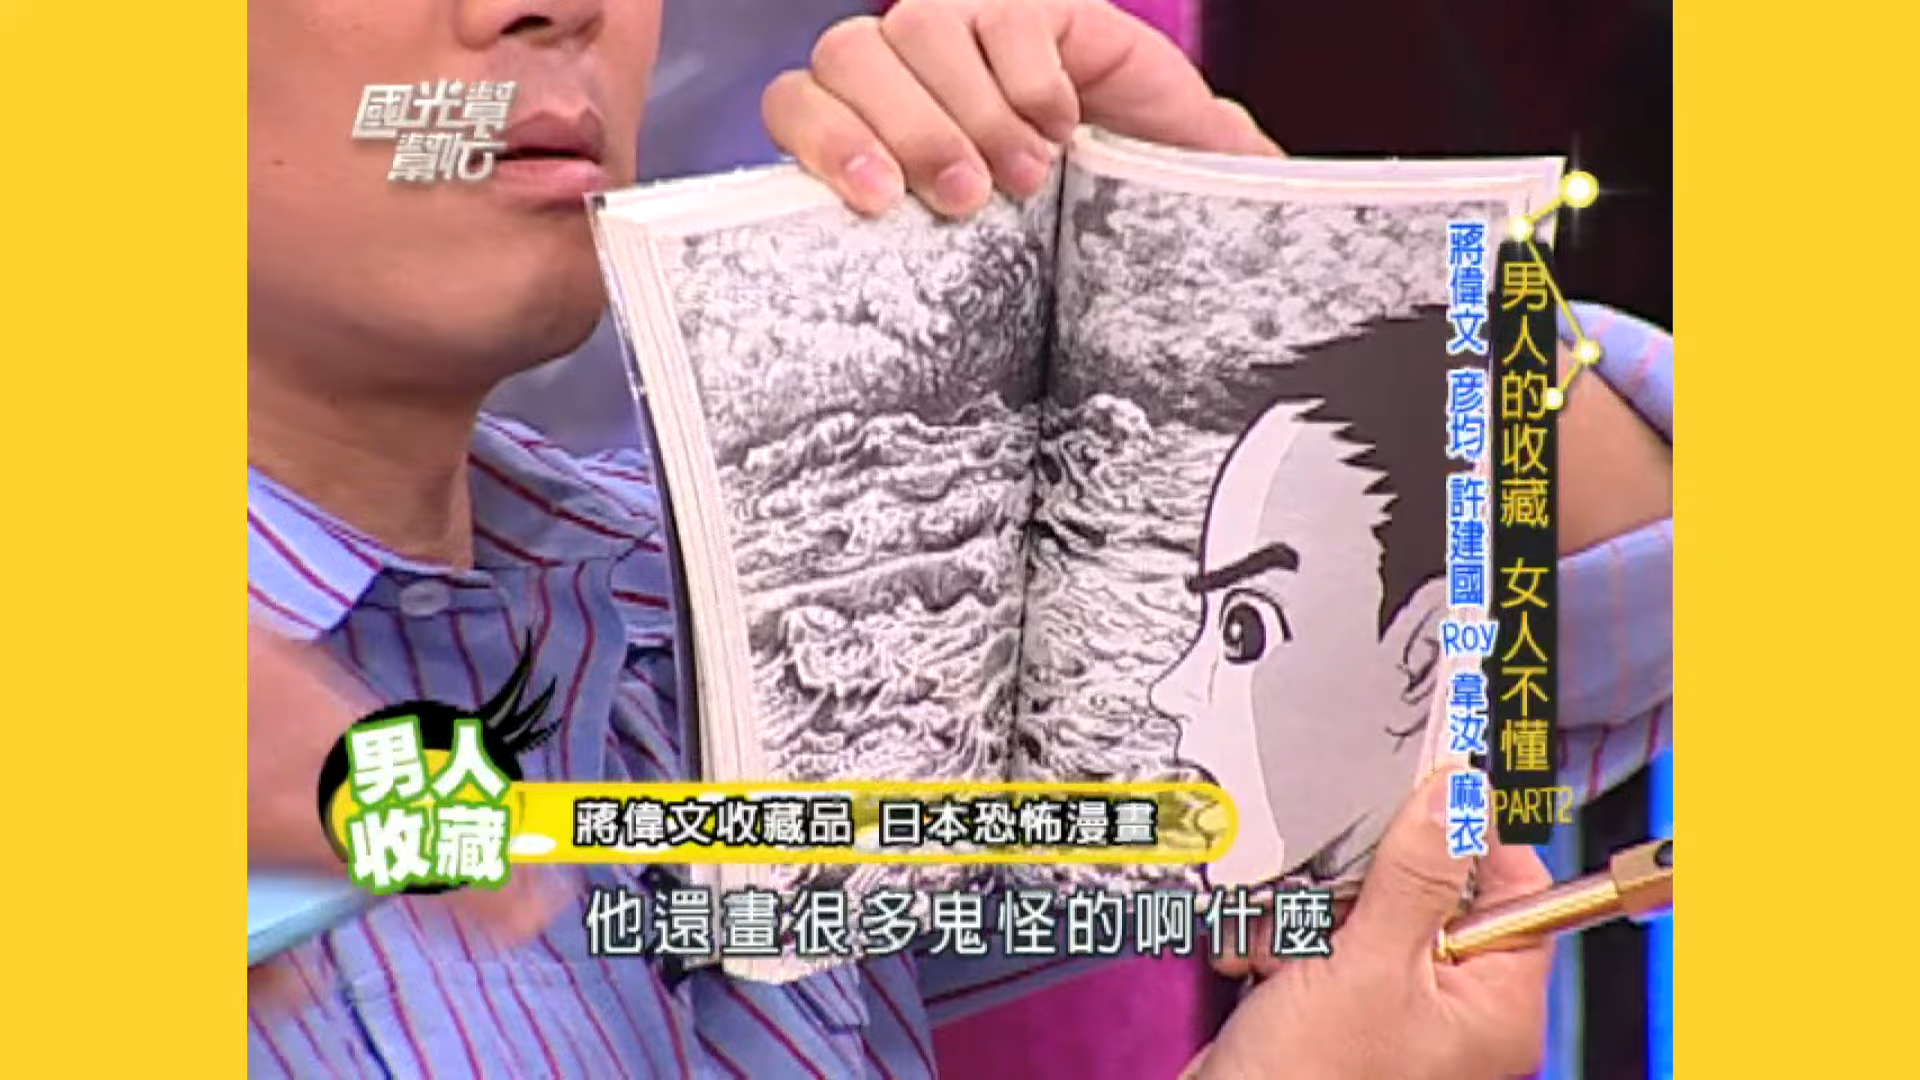 國光幫
幫忙
男人的收藏 女人不懂 PART2
蔣偉文 彦均 許建國 Roy 韋汝 麻衣
男人
收藏
蔣偉文收藏品 日本恐怖漫畫
他還畫很多鬼怪的啊什麼